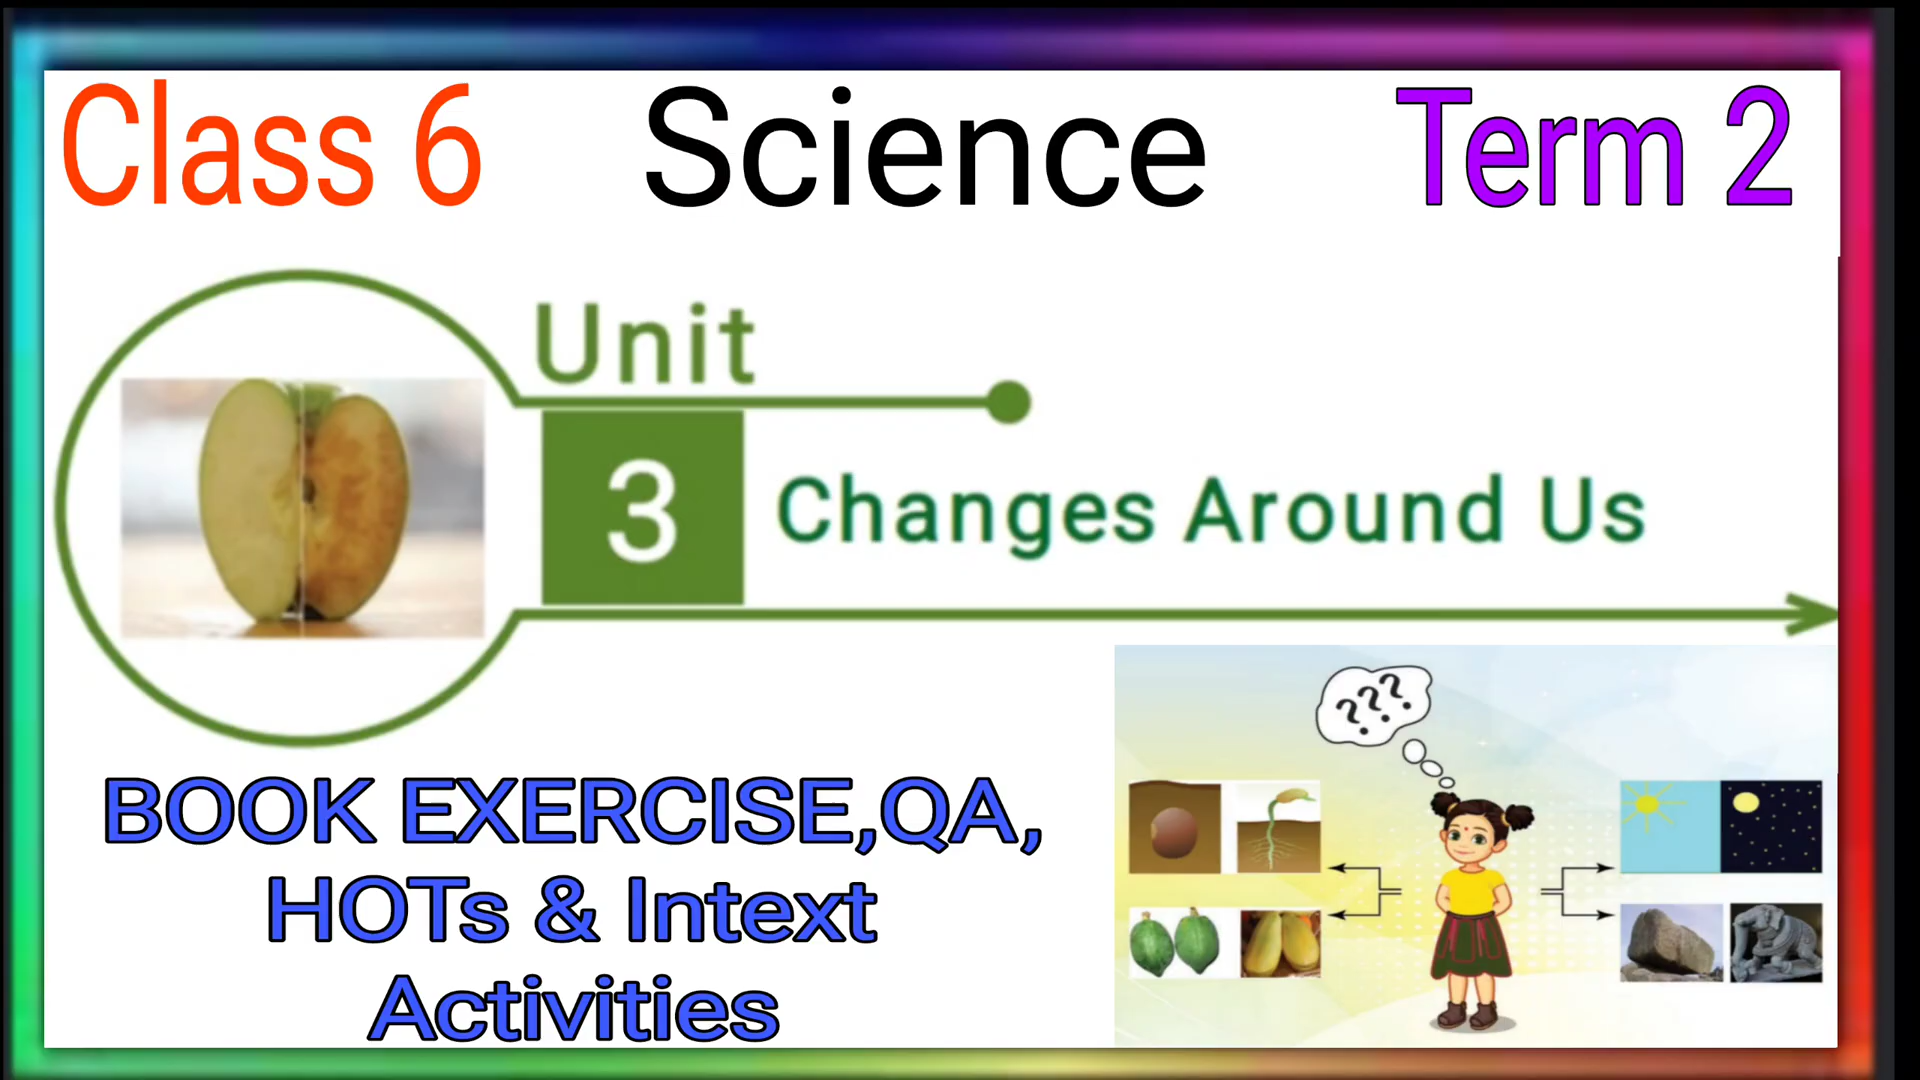 Class 6 Science Term 2
Unit
3 Changes Around Us
???
BOOK EXERCISE,QA,
HOTs & Intext
Activities